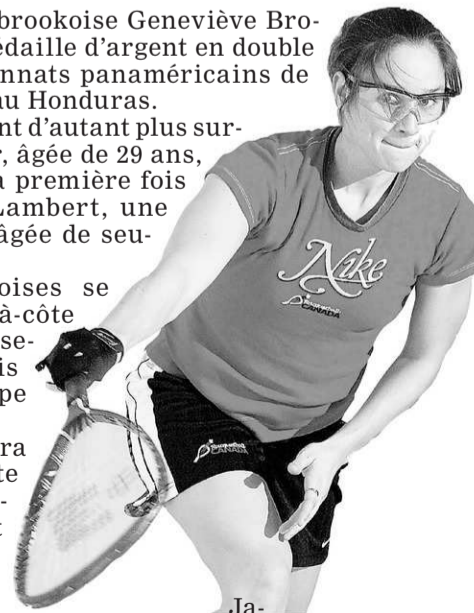 brookoise Geneviève Bro-
édaille d'argent en double
nnats panaméricains de
au Honduras.
nt d'autant plus sur-
r, âgée de 29 ans,
a première fois
Lambert, une
âgée de seu-
oises se
à-côte
se-
is
pe
ra
te
-
t
Ja-
Nike
CANADA
CANADA